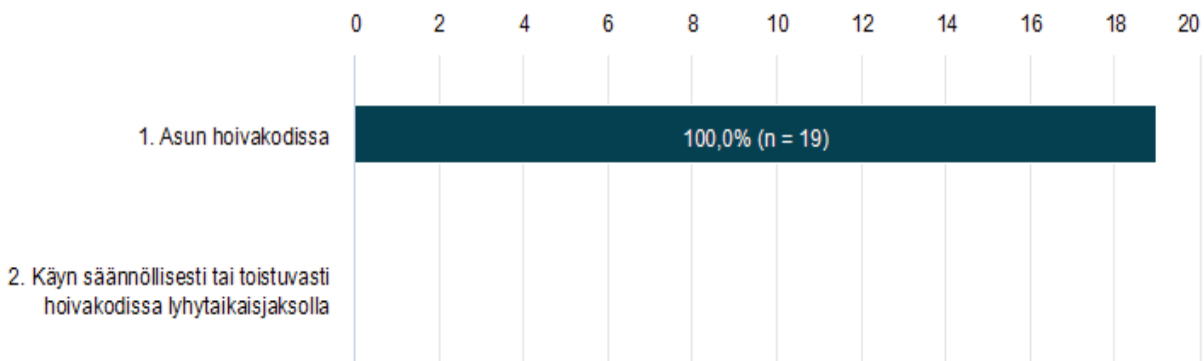 0 2 4 6 8 10 12 14 16 18 20
1. Asun hoivakodissa
100,0% (n = 19)
2. Käyn säännöllisesti tai toistuvasti
hoivakodissa lyhytaikaisjaksolla